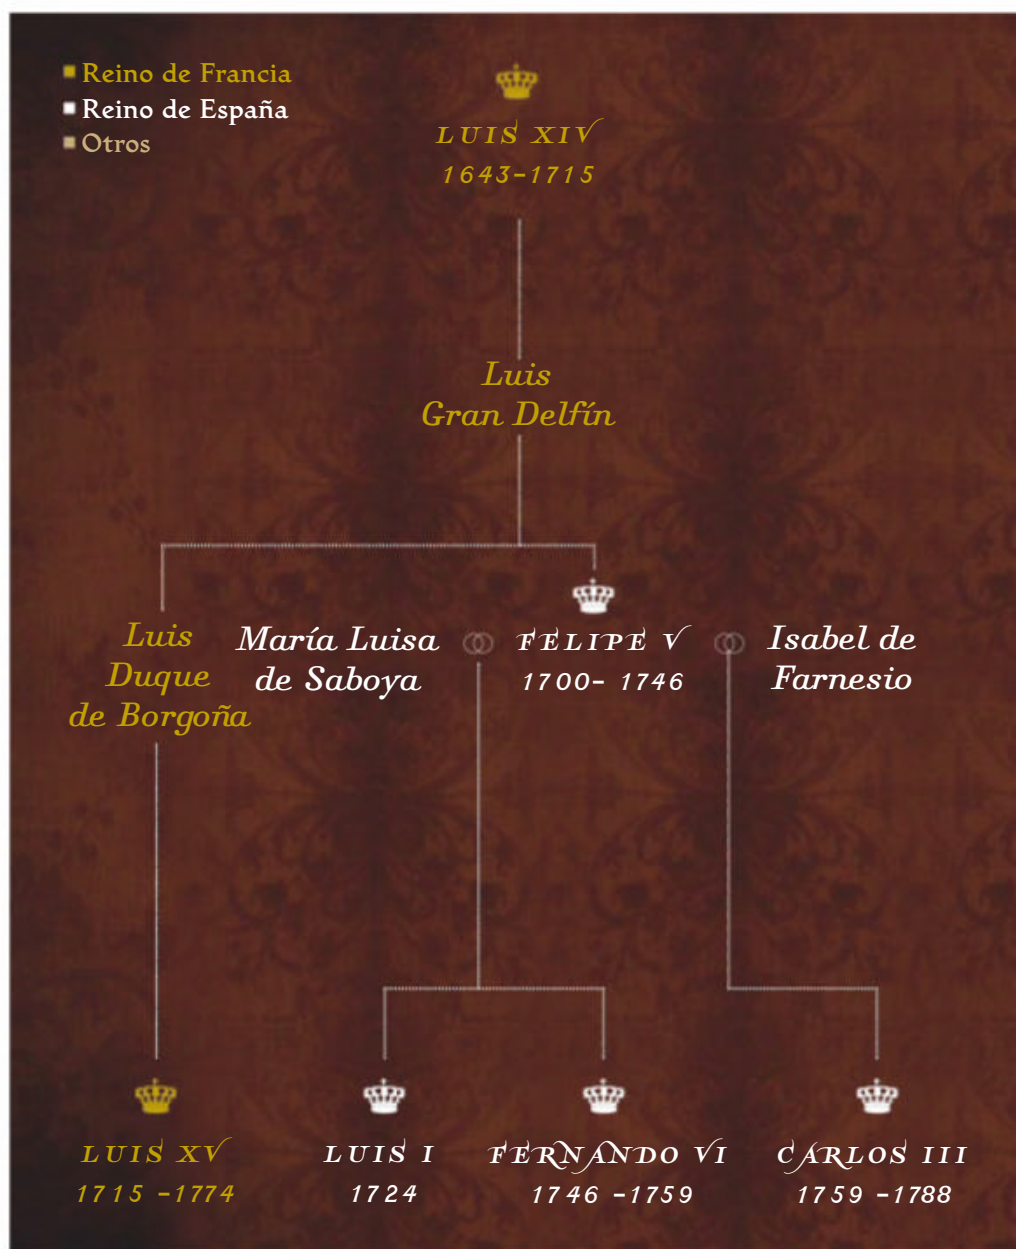 Reino de Francia
Reino de España
Otros
LUIS XIV
1643-1715
Luis
Gran Delfín
Luis
Duque
de Borgoña
María Luisa
de Saboya
FELIPE V
1700- 1746
Isabel de
Farnesio
LUIS XV
1715 -1774
LUIS I
1724
FERNANDO VI
1746 -1759
CARLOS III
1759 -1788